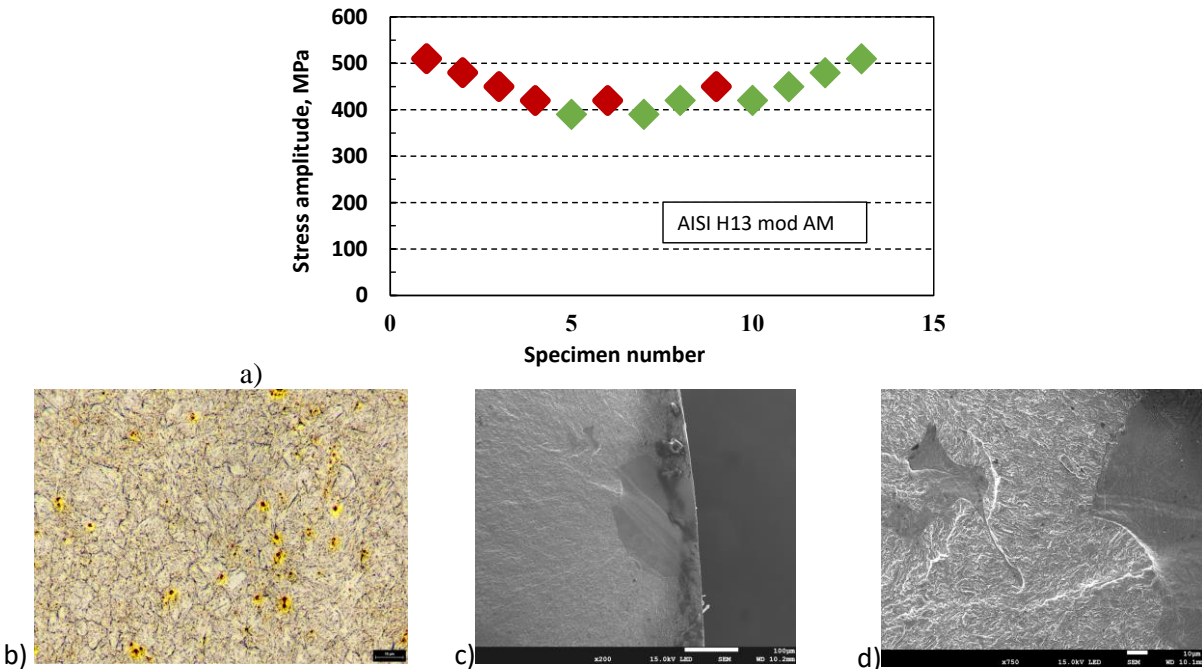 600
500
400
300
200
100
0
Stress amplitude, MPa
AISI H13 mod AM
0 5 10 15
Specimen number
a)
b)
c)
x200 15.0kV LED SEM 100µm WD 10.2mm
d)
x750 15.0kV LED SEM 10µm